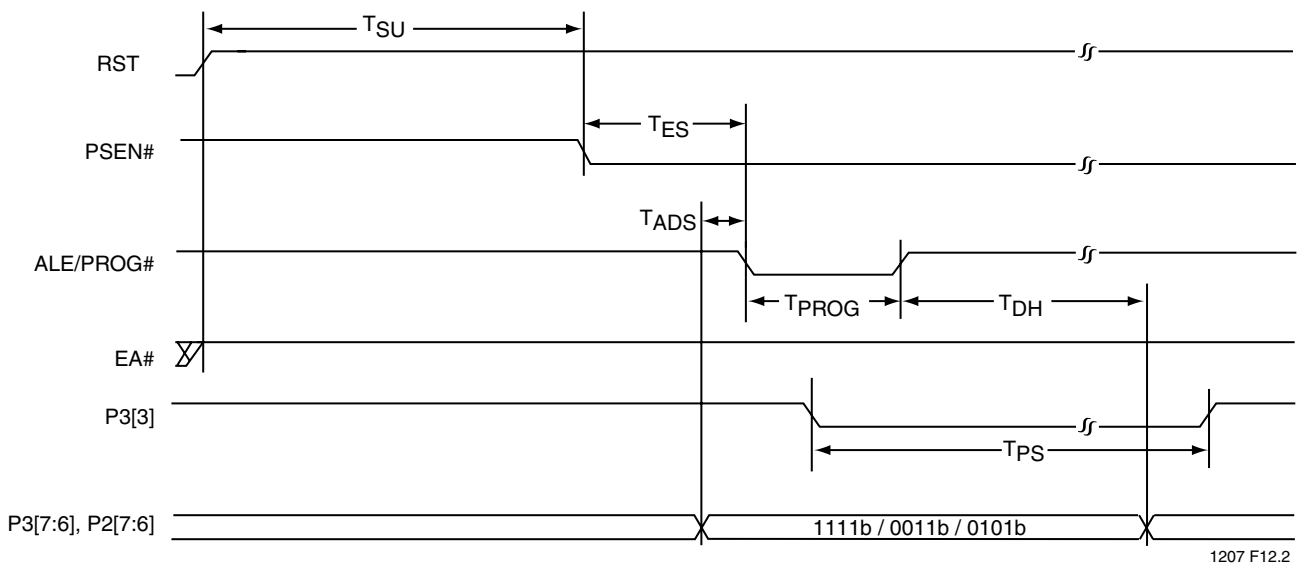 TSU
RST
TES
PSEN#
TADS
ALE/PROG#
TPROG
TDH
EA#
P3[3]
TPS
P3[7:6], P2[7:6]
1111b / 0011b / 0101b
1207 F12.2